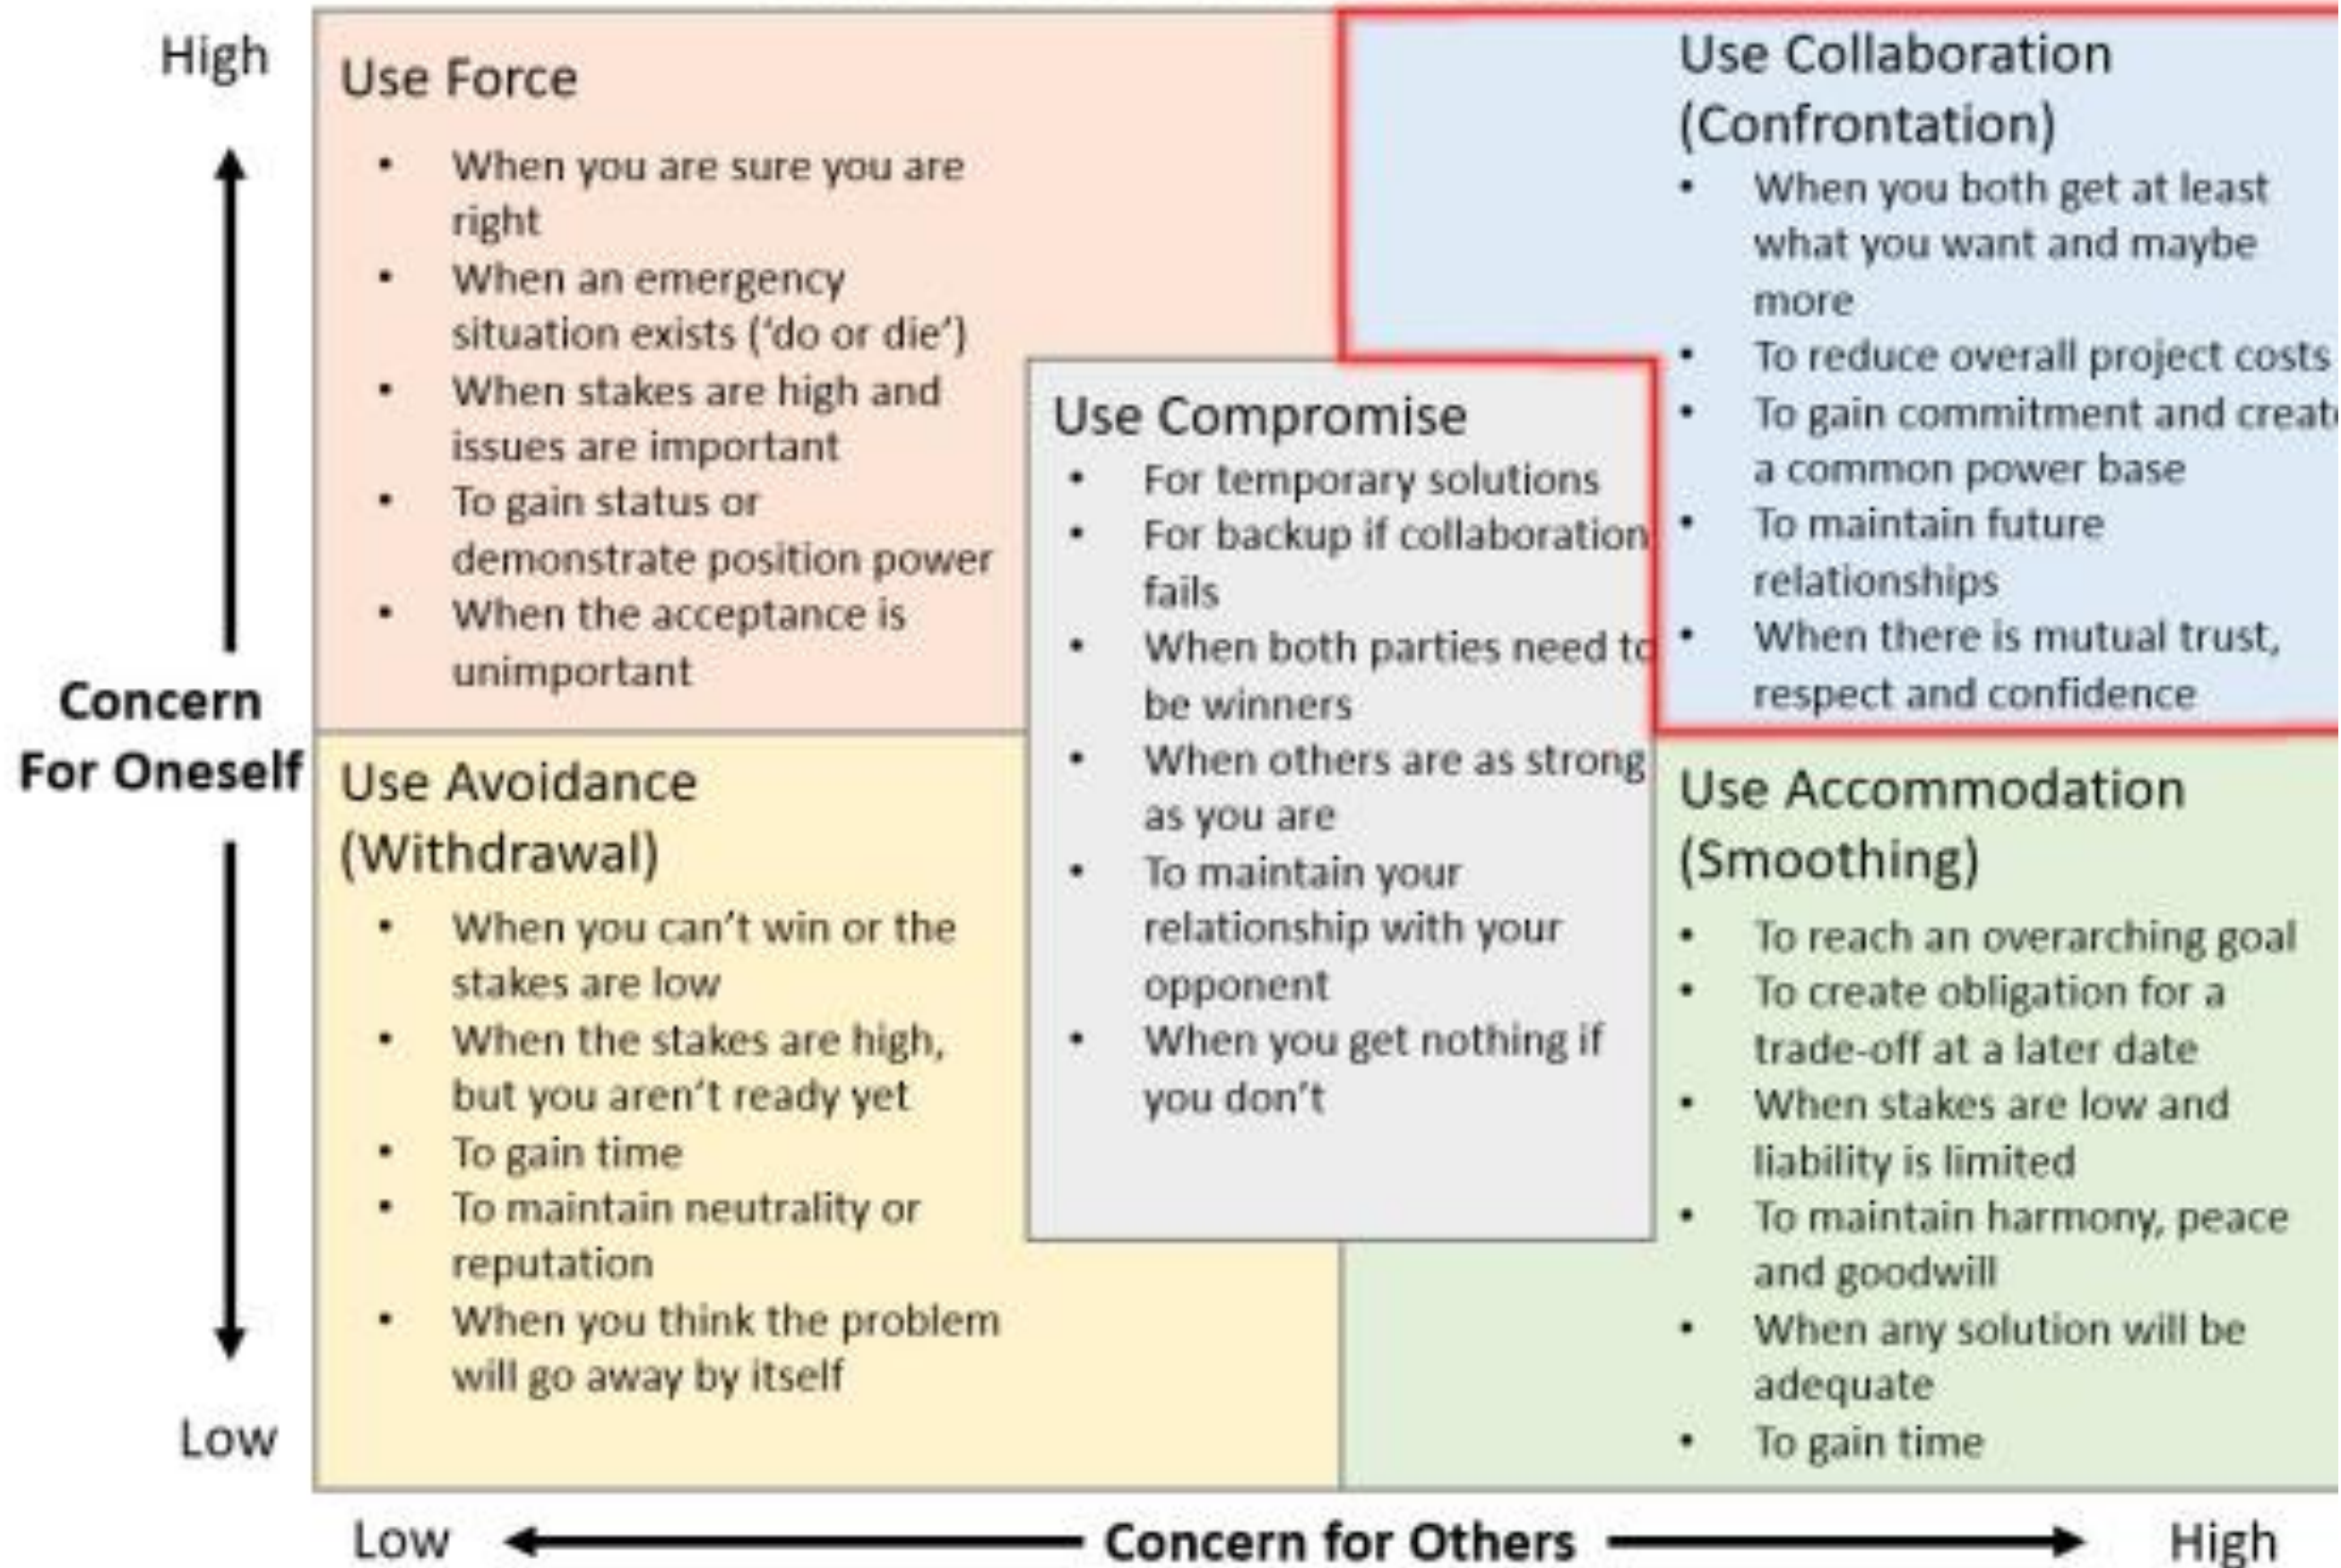 High
Concern
For Oneself
Low
Use Force
• When you are sure you are
right
• When an emergency
situation exists (‘do or die’)
• When stakes are high and
issues are important
• To gain status or
demonstrate position power
• When the acceptance is
unimportant
Use Collaboration
(Confrontation)
• When you both get at least
what you want and maybe
more
• To reduce overall project costs
• To gain commitment and create
a common power base
• To maintain future
relationships
• When there is mutual trust,
respect and confidence
Use Compromise
• For temporary solutions
• For backup if collaboration
fails
• When both parties need to
be winners
• When others are as strong
as you are
• To maintain your
relationship with your
opponent
• When you get nothing if
you don’t
Use Avoidance
(Withdrawal)
• When you can’t win or the
stakes are low
• When the stakes are high,
but you aren’t ready yet
• To gain time
• To maintain neutrality or
reputation
• When you think the problem
will go away by itself
Use Accommodation
(Smoothing)
• To reach an overarching goal
• To create obligation for a
trade-off at a later date
• When stakes are low and
liability is limited
• To maintain harmony, peace
and goodwill
• When any solution will be
adequate
• To gain time
Low
Concern for Others
High